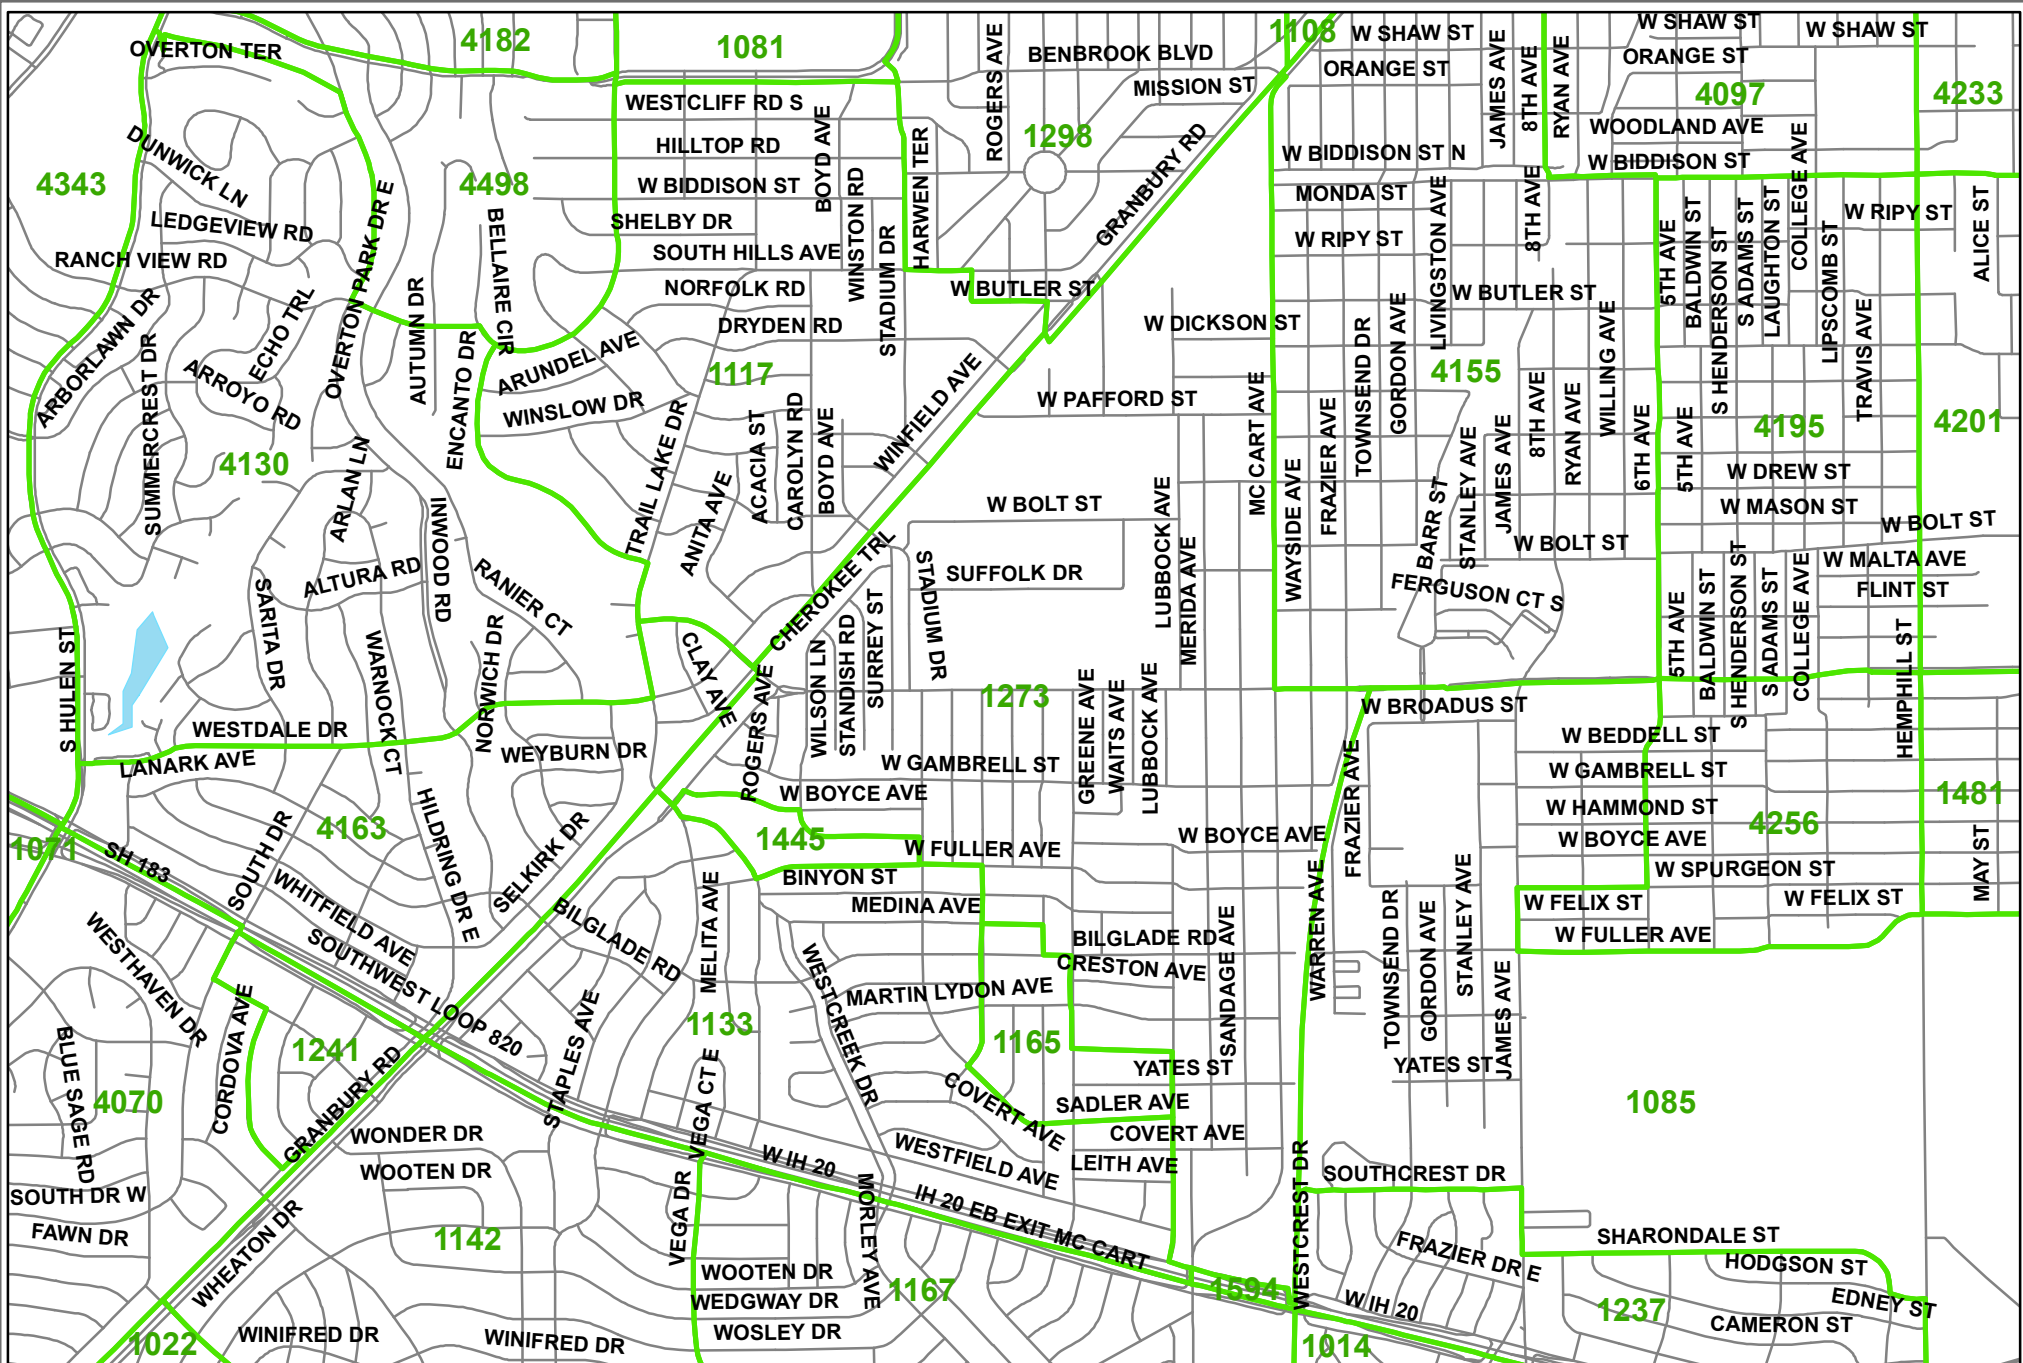 OVERTON TER
4182
1081
1108
W SHAW ST
W SHAW ST
W SHAW ST
BENBROOK BLVD
ORANGE ST
ORANGE ST
MISSION ST
ROGERS AVE
JAMES AVE
8TH AVE
RYAN AVE
4097
4233
WESTCLIFF RD S
BOYD AVE
1298
GRANBURY RD
WOODLAND AVE
DUNWICK LN
HILLTOP RD
HARWEN TER
W BIDDISON ST N
W BIDDISON ST
COLLEGE AVE
4343
4498
W BIDDISON ST
WINSTON RD
MONDA ST
LIVINGSTON AVE
8TH AVE
LEDGEVIEW RD
OVERTON PARK DR E
BELLAIRE CIR
SHELBY DR
STADIUM DR
W RIPY ST
W RIPY ST
5TH AVE
BALDWIN ST
S HENDERSON ST
S ADAMS ST
LAUGHTON ST
LIPSCOMB ST
ALICE ST
RANCH VIEW RD
SOUTH HILLS AVE
NORFOLK RD
W BUTLER ST
W BUTLER ST
ARBORLAWN DR
ECHO TRL
AUTUMN DR
DRYDEN RD
W DICKSON ST
TOWNSEND DR
GORDON AVE
WILLING AVE
TRAVIS AVE
SUMMERCREST DR
ARROYO RD
ENCANTO DR
ARUNDEL AVE
1117
4155
WINSLOW DR
WINFIELD AVE
W PAFFORD ST
MC CART AVE
FRAZIER AVE
8TH AVE
RYAN AVE
6TH AVE
5TH AVE
4195
4201
4130
ARLAN LN
TRAIL LAKE DR
ANITA AVE
ACACIA ST
CAROLYN RD
BOYD AVE
WAYSIDE AVE
BARR ST
STANLEY AVE
JAMES AVE
W DREW ST
W MASON ST
W BOLT ST
W BOLT ST
W BOLT ST
INWOOD RD
RANIER CT
CHEROKEE TRL
STADIUM DR
SUFFOLK DR
LUBBOCK AVE
MERIDA AVE
W MALTA AVE
FLINT ST
FERGUSON CT S
ALTURA RD
SARITA DR
WARNOCK CT
NORWICH DR
CLAY AVE
WILSON LN
STANDISH RD
SURREY ST
5TH AVE
BALDWIN ST
S HENDERSON ST
S ADAMS ST
COLLEGE AVE
HEMPHILL ST
S HULEN ST
1273
GREENE AVE
WAITS AVE
LUBBOCK AVE
W BROADUS ST
WESTDALE DR
LANARK AVE
WEYBURN DR
ROGERS AVE
W GAMBRELL ST
FRAZIER AVE
W BEDDELL ST
W GAMBRELL ST
W BOYCE AVE
W HAMMOND ST
1481
1071
4163
HILDRING DR E
SELKIRK DR
1445
W FULLER AVE
W BOYCE AVE
W BOYCE AVE
4256
SH 183
SOUTH DR
WHITFIELD AVE
BINYON ST
W SPURGEON ST
MAY ST
MEDINA AVE
W FELIX ST
W FELIX ST
WESTHAVEN DR
SOUTHWEST LOOP 820
BILGLADE RD
MELITA AVE
BILGLADE RD
SANDAGE AVE
WARREN AVE
TOWNSEND DR
GORDON AVE
STANLEY AVE
W FULLER AVE
WESTCREEK DR
CRESTON AVE
MARTIN LYDON AVE
CORDOVA AVE
1241
STAPLES AVE
1133
1165
JAMES AVE
BLUE SAGE RD
4070
GRANBURY RD
VEGA CT E
COVERT AVE
YATES ST
YATES ST
SADLER AVE
1085
WONDER DR
COVERT AVE
WOOTEN DR
W IH 20
WESTFIELD AVE
LEITH AVE
SOUTHCREST DR
SOUTH DR W
VEGA DR
MORLEY AVE
IH 20 EB EXIT MC CART
WESTCREST DR
FAWN DR
WHEATON DR
1142
SHARONDALE ST
FRAZIER DR E
HODGSON ST
WOOTEN DR
1167
1594
W IH 20
1237
EDNEY ST
WEDGWAY DR
1022
WINIFRED DR
WINIFRED DR
WOSLEY DR
1014
CAMERON ST